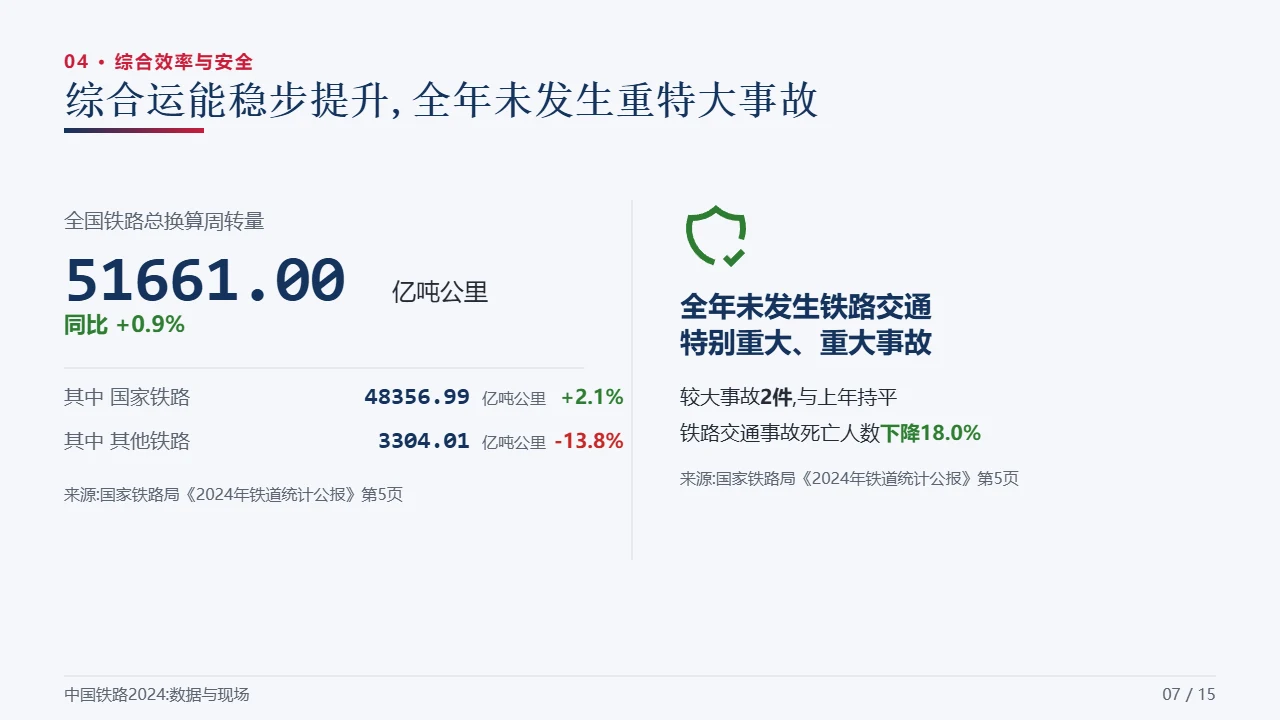 04 • 综合效率与安全
综合运能稳步提升,全年未发生重特大事故
全国铁路总换算周转量
51661.00 亿吨公里
同比 +0.9%
其中 国家铁路 48356.99 亿吨公里 +2.1%
其中 其他铁路 3304.01 亿吨公里 -13.8%
来源:国家铁路局《2024年铁道统计公报》第5页
全年未发生铁路交通
特别重大、重大事故
较大事故2件,与上年持平
铁路交通事故死亡人数下降18.0%
来源:国家铁路局《2024年铁道统计公报》第5页
中国铁路2024:数据与现场
07 / 15